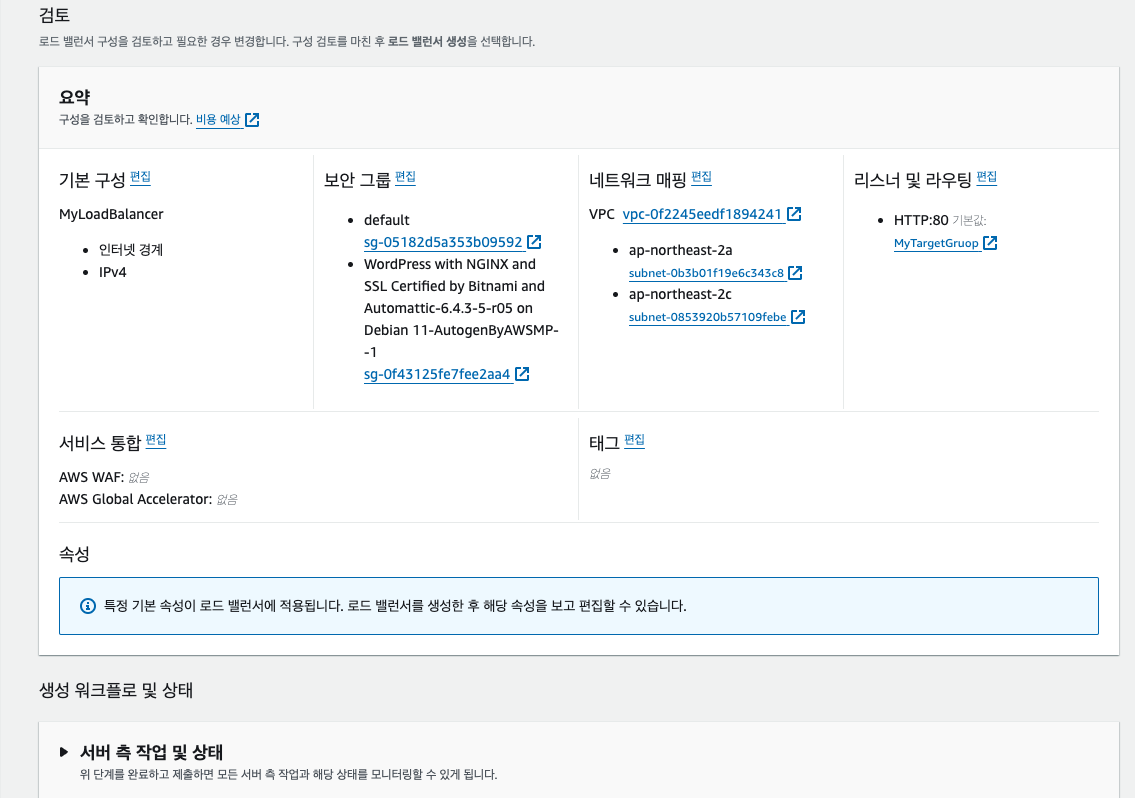 검토
로드 밸런서 구성을 검토하고 필요한 경우 변경합니다. 구성 검토를 마친 후 로드 밸런서 생성을 선택합니다.
요약
구성을 검토하고 확인합니다. 비용 예상
기본 구성 편집
MyLoadBalancer
인터넷 경계
IPv4
보안 그룹 편집
default
sg-05182d5a353b09592
WordPress with NGINX and
SSL Certified by Bitnami and
Automattic-6.4.3-5-r05 on
Debian 11-AutogenByAWSMP-
-1
sg-0f43125fe7fee2aa4
네트워크 매핑 편집
VPC vpc-0f2245eedf1894241
ap-northeast-2a
subnet-0b3b01f19e6c343c8
ap-northeast-2c
subnet-0853920b57109febe
리스너 및 라우팅 편집
HTTP:80 기본값:
MyTargetGruop
서비스 통합 편집
AWS WAF: 없음
AWS Global Accelerator: 없음
태그 편집
없음
속성
특정 기본 속성이 로드 밸런서에 적용됩니다. 로드 밸런서를 생성한 후 해당 속성을 보고 편집할 수 있습니다.
생성 워크플로 및 상태
서버 측 작업 및 상태
위 단계를 완료하고 제출하면 모든 서버 측 작업과 해당 상태를 모니터링할 수 있게 됩니다.